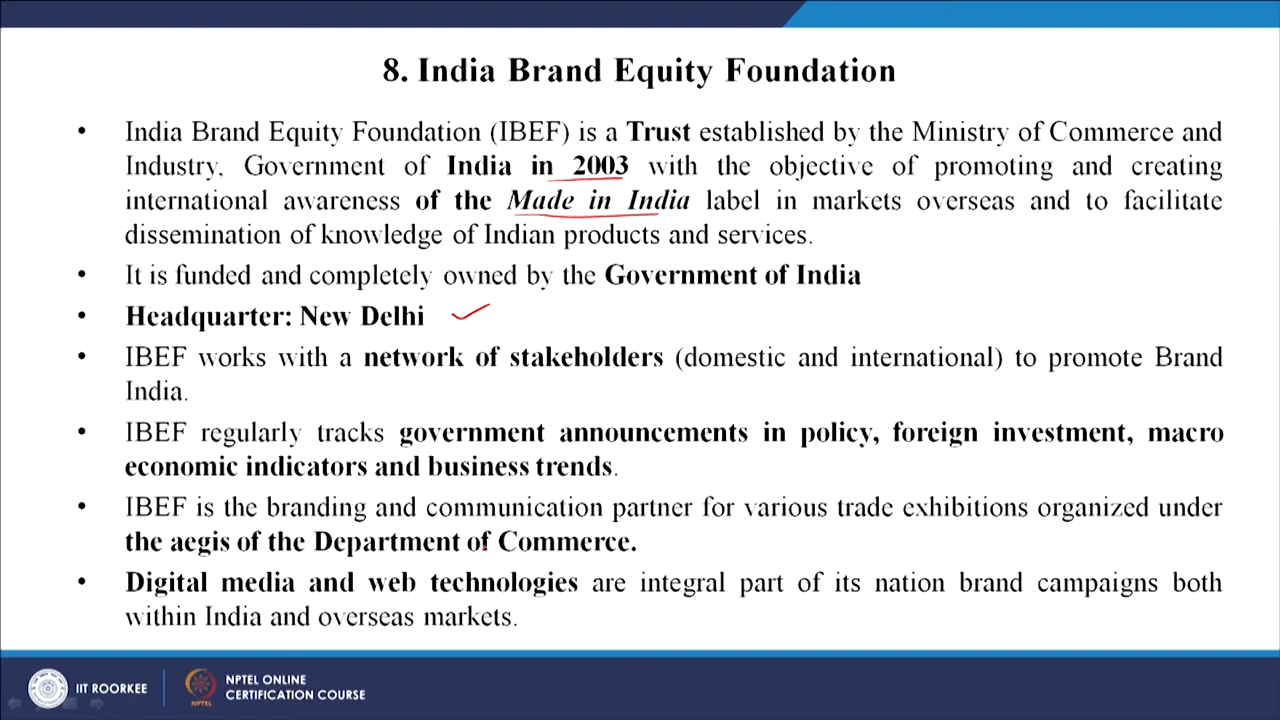 8. India Brand Equity Foundation
• India Brand Equity Foundation (IBEF) is a Trust established by the Ministry of Commerce and
Industry, Government of India in 2003 with the objective of promoting and creating
international awareness of the Made in India label in markets overseas and to facilitate
dissemination of knowledge of Indian products and services.
• It is funded and completely owned by the Government of India
• Headquarter: New Delhi
• IBEF works with a network of stakeholders (domestic and international) to promote Brand
India.
• IBEF regularly tracks government announcements in policy, foreign investment, macro
economic indicators and business trends.
• IBEF is the branding and communication partner for various trade exhibitions organized under
the aegis of the Department of Commerce.
• Digital media and web technologies are integral part of its nation brand campaigns both
within India and overseas markets.
IIT ROORKEE
NPTEL
NPTEL ONLINE
CERTIFICATION COURSE